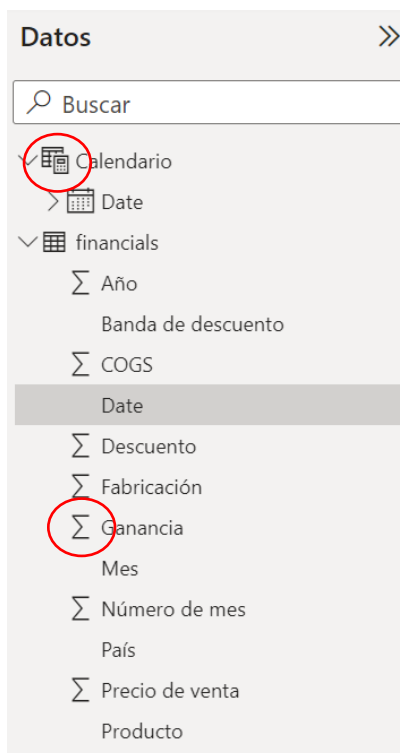 Datos
Buscar
Calendario
Date
financials
Año
Banda de descuento
COGS
Date
Descuento
Fabricación
Ganancia
Mes
Número de mes
País
Precio de venta
Producto